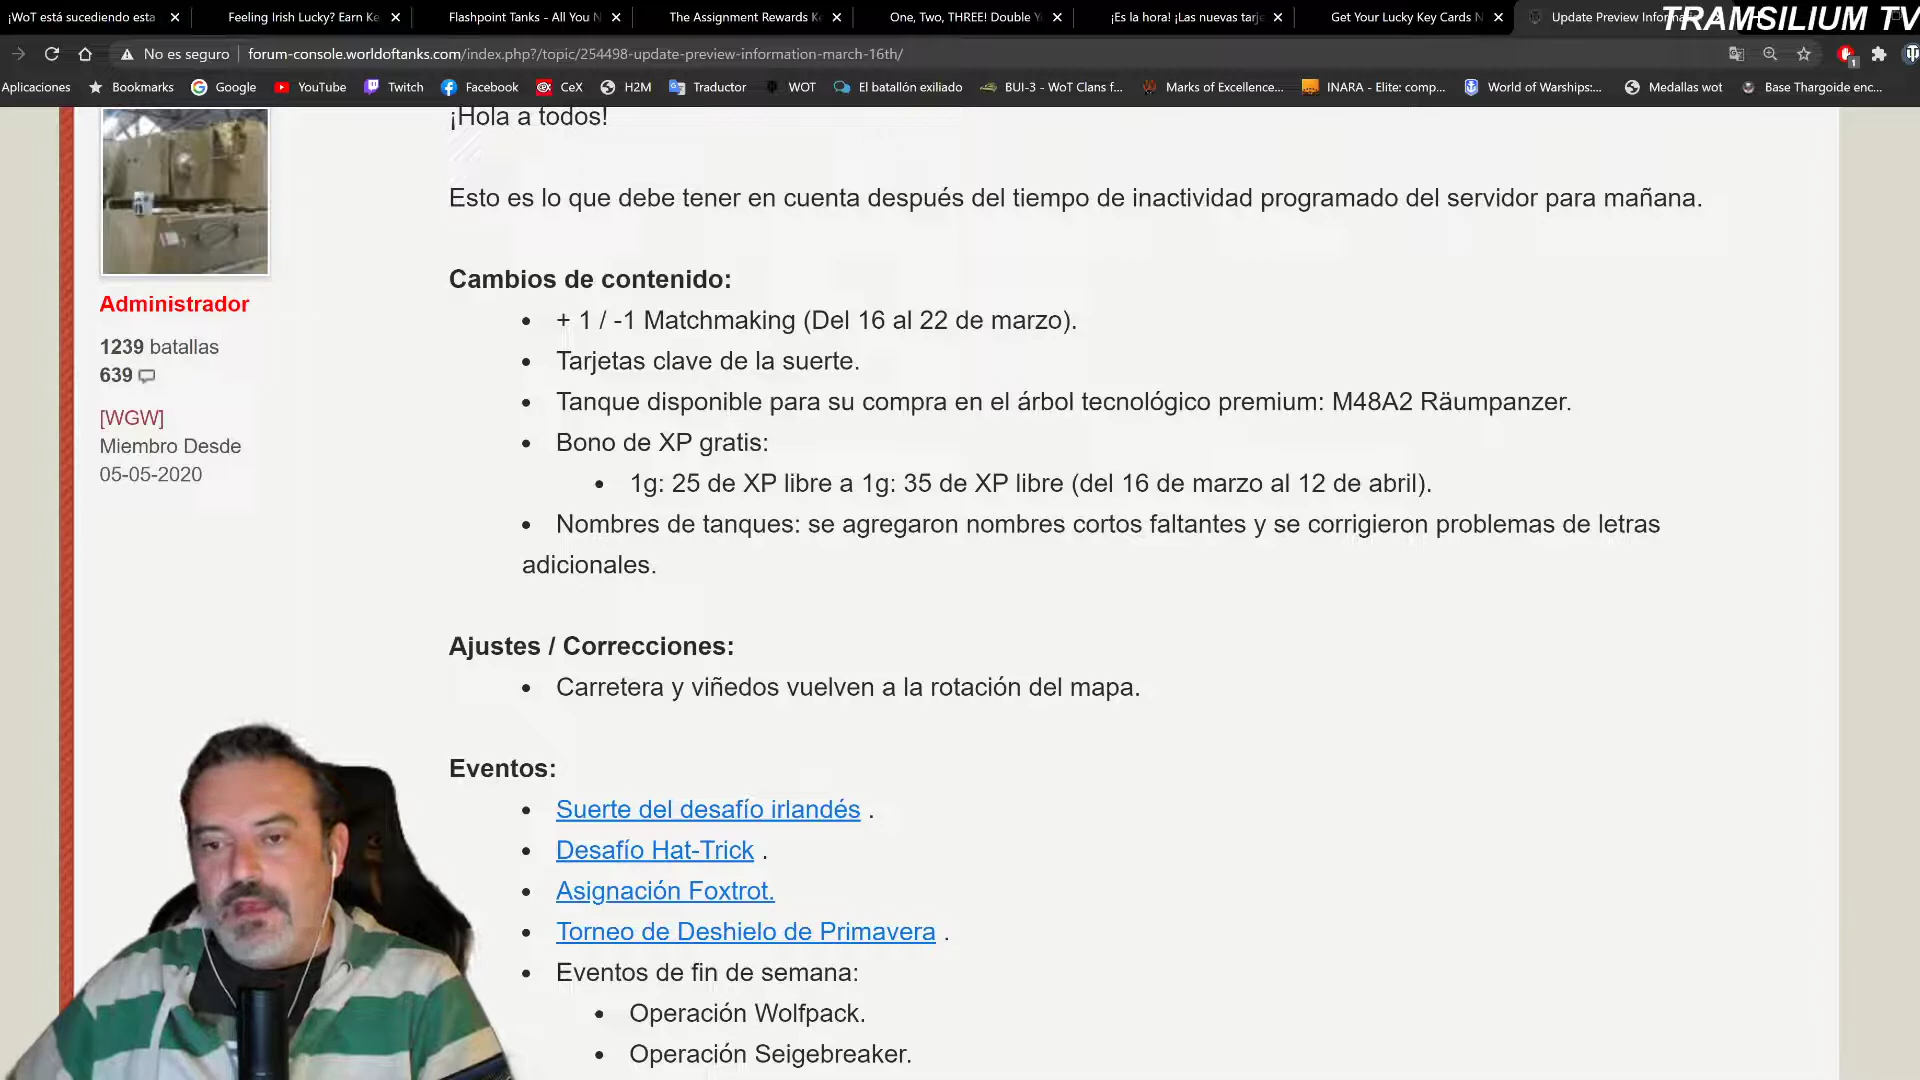 ¡WoT está sucediendo esta
Feeling Irish Lucky? Earn Ke
Flashpoint Tanks - All You N
The Assignment Rewards K
One, Two, THREE! Double Y
¡Es la hora! ¡Las nuevas tarje
Get Your Lucky Key Cards N
Update Preview Informati
TRAMSILIUM TV
No es seguro
forum-console.worldoftanks.com/index.php?/topic/254498-update-preview-information-march-16th/
1
Aplicaciones
Bookmarks
Google
YouTube
Twitch
Facebook
CeX
H2M
Traductor
WOT
El batallón exiliado
BUI-3 - WoT Clans f...
Marks of Excellence...
INARA - Elite: comp...
World of Warships:...
Medallas wot
Base Thargoide enc...
¡Hola a todos!
Esto es lo que debe tener en cuenta después del tiempo de inactividad programado del servidor para mañana.
Administrador
1239 batallas
639
[WGW]
Miembro Desde
05-05-2020
Cambios de contenido:
+ 1 / -1 Matchmaking (Del 16 al 22 de marzo).
Tarjetas clave de la suerte.
Tanque disponible para su compra en el árbol tecnológico premium: M48A2 Räumpanzer.
Bono de XP gratis:
1g: 25 de XP libre a 1g: 35 de XP libre (del 16 de marzo al 12 de abril).
Nombres de tanques: se agregaron nombres cortos faltantes y se corrigieron problemas de letras
adicionales.
Ajustes / Correcciones:
Carretera y viñedos vuelven a la rotación del mapa.
Eventos:
Suerte del desafío irlandés .
Desafío Hat-Trick .
Asignación Foxtrot.
Torneo de Deshielo de Primavera .
Eventos de fin de semana:
Operación Wolfpack.
Operación Seigebreaker.